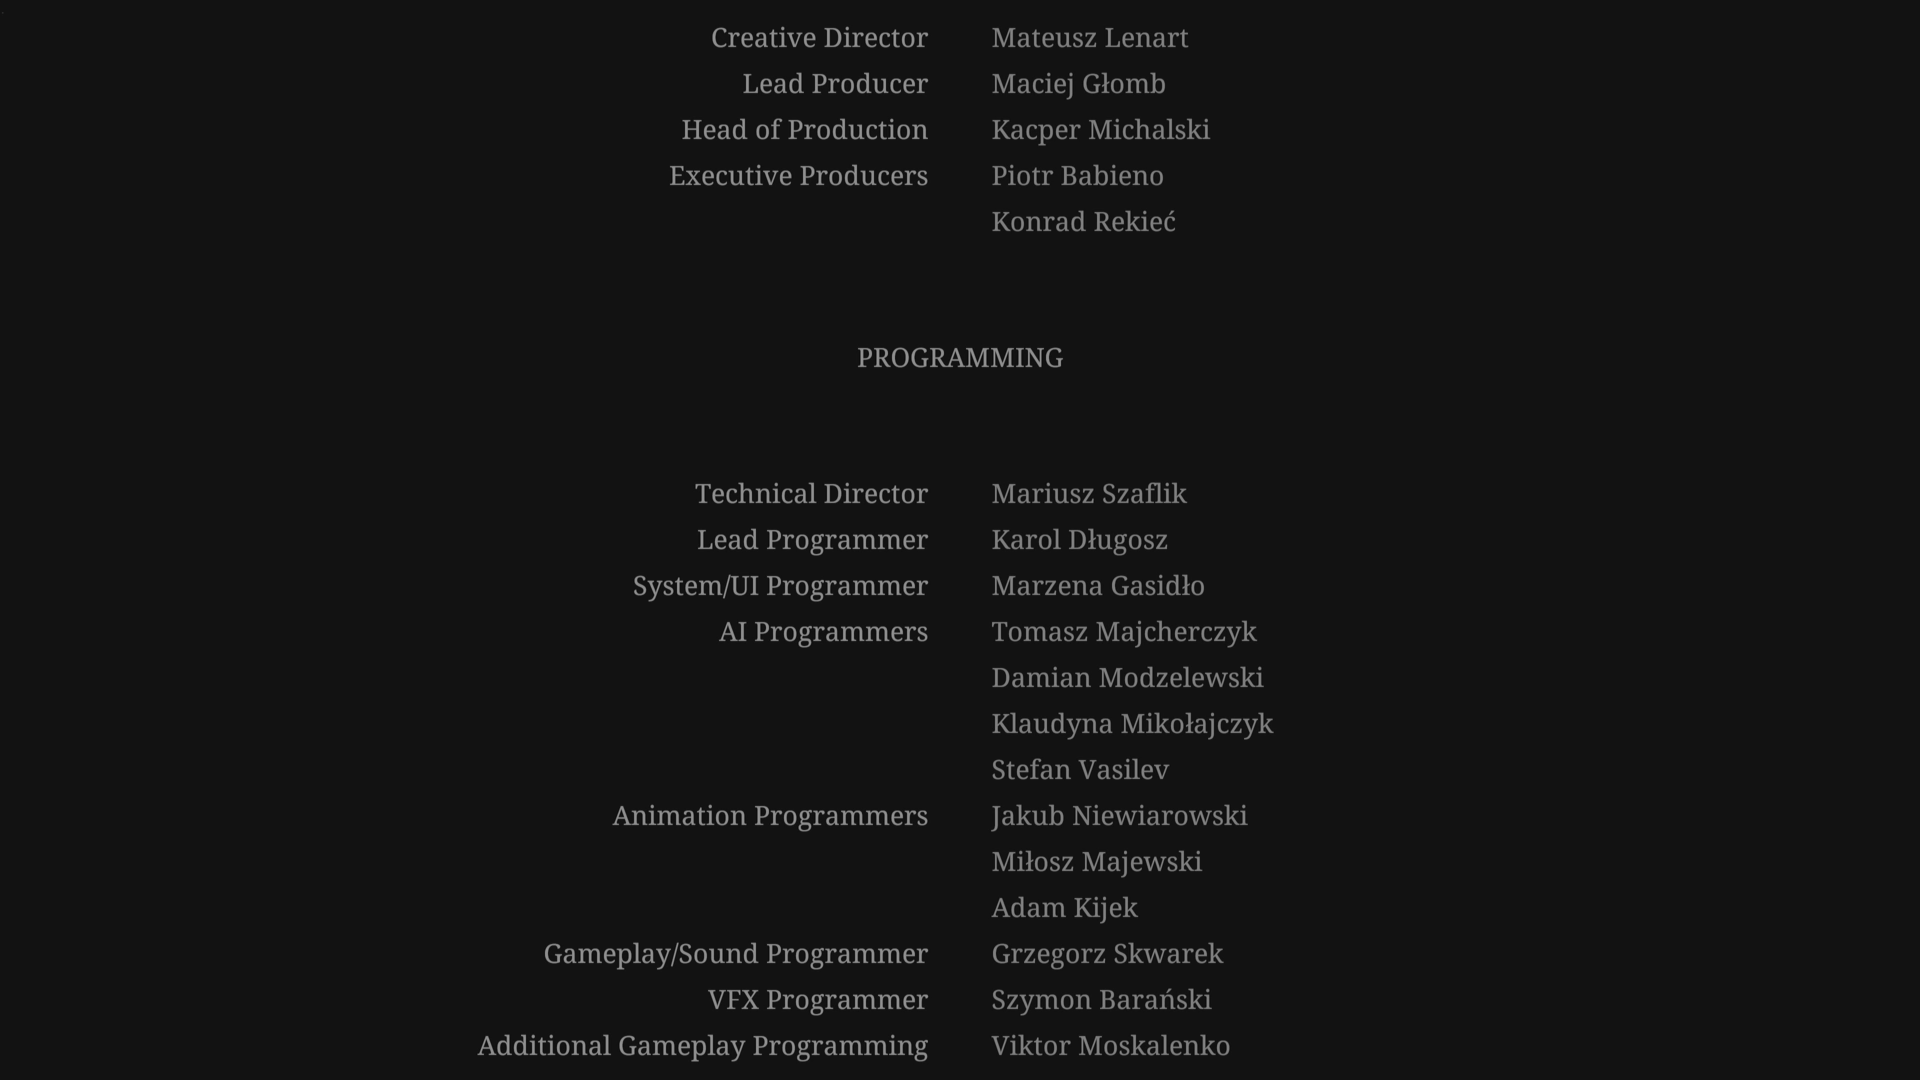 Creative Director Mateusz Lenart
Lead Producer Maciej Głomb
Head of Production Kacper Michalski
Executive Producers Piotr Babieno
Konrad Rekieć
PROGRAMMING
Technical Director Mariusz Szaflik
Lead Programmer Karol Długosz
System/UI Programmer Marzena Gasidło
AI Programmers Tomasz Majcherczyk
Damian Modzelewski
Klaudyna Mikołajczyk
Stefan Vasilev
Animation Programmers Jakub Niewiarowski
Miłosz Majewski
Adam Kijek
Gameplay/Sound Programmer Grzegorz Skwarek
VFX Programmer Szymon Barański
Additional Gameplay Programming Viktor Moskalenko